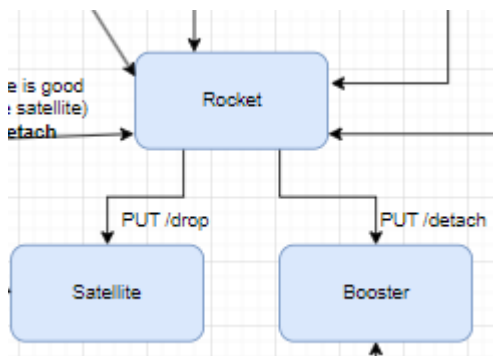 Rocket
e is good
satellite)
etach
PUT /drop
PUT /detach
Satellite
Booster